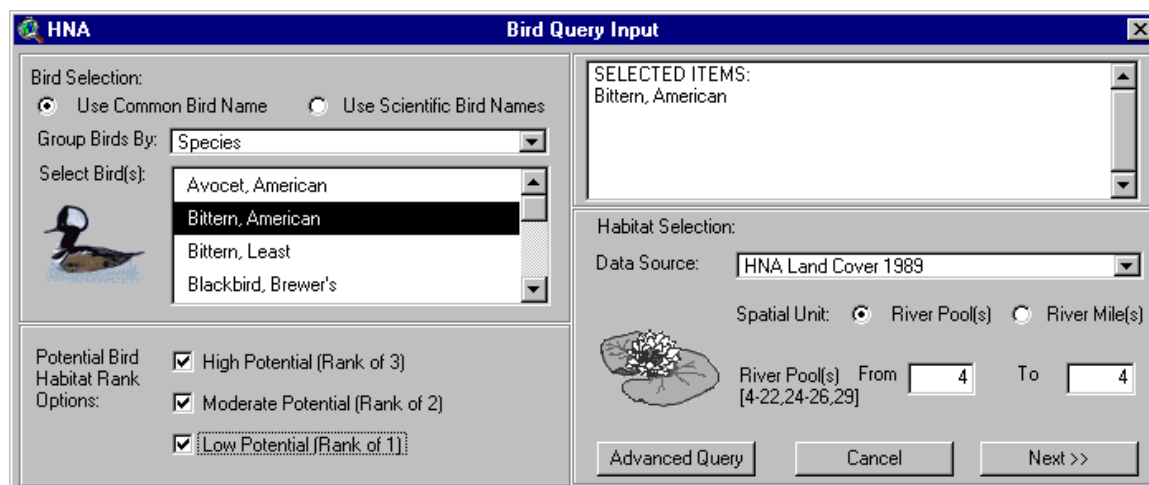 HNA Bird Query Input
Bird Selection:
Use Common Bird Name Use Scientific Bird Names
Group Birds By: Species
Select Bird(s):
Avocet, American
Bittern, American
Bittern, Least
Blackbird, Brewer's
Potential Bird
Habitat Rank
Options:
High Potential (Rank of 3)
Moderate Potential (Rank of 2)
Low Potential (Rank of 1)
SELECTED ITEMS:
Bittern, American
Habitat Selection:
Data Source: HNA Land Cover 1989
Spatial Unit: River Pool(s) River Mile(s)
River Pool(s) From 4 To 4
[4-22,24-26,29]
Advanced Query Cancel Next >>